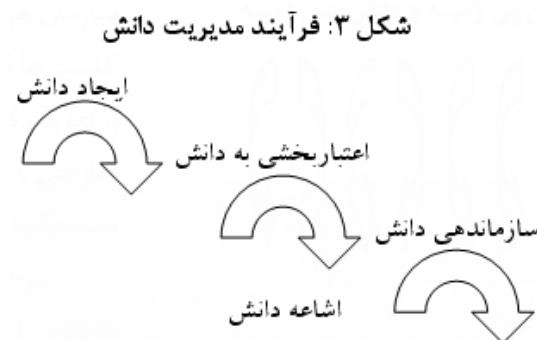 شکل ۳: فرآیند مدیریت دانش
ایجاد دانش
اعتباربخشی به دانش
سازماندهی دانش
اشاعه دانش